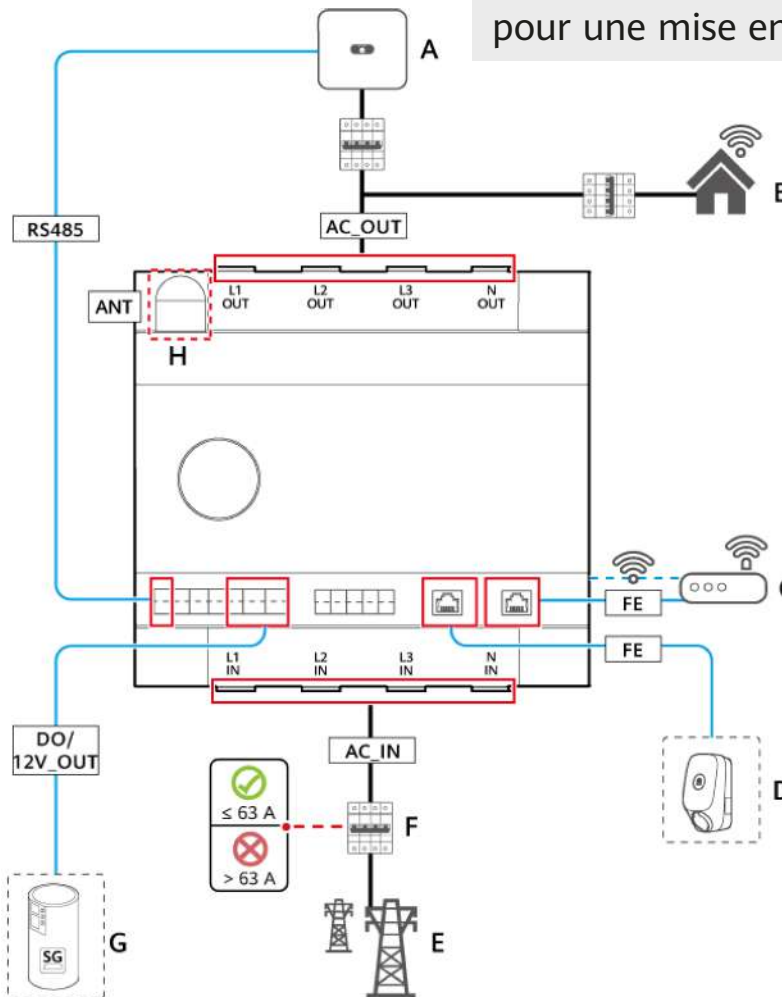 pour une mise en
A
RS485
AC_OUT
ANT
L1 OUT
L2 OUT
L3 OUT
N OUT
H
FE
FE
L1 IN
L2 IN
L3 IN
N IN
DO/
12V_OUT
AC_IN
≤ 63 A
> 63 A
F
SG
G
E